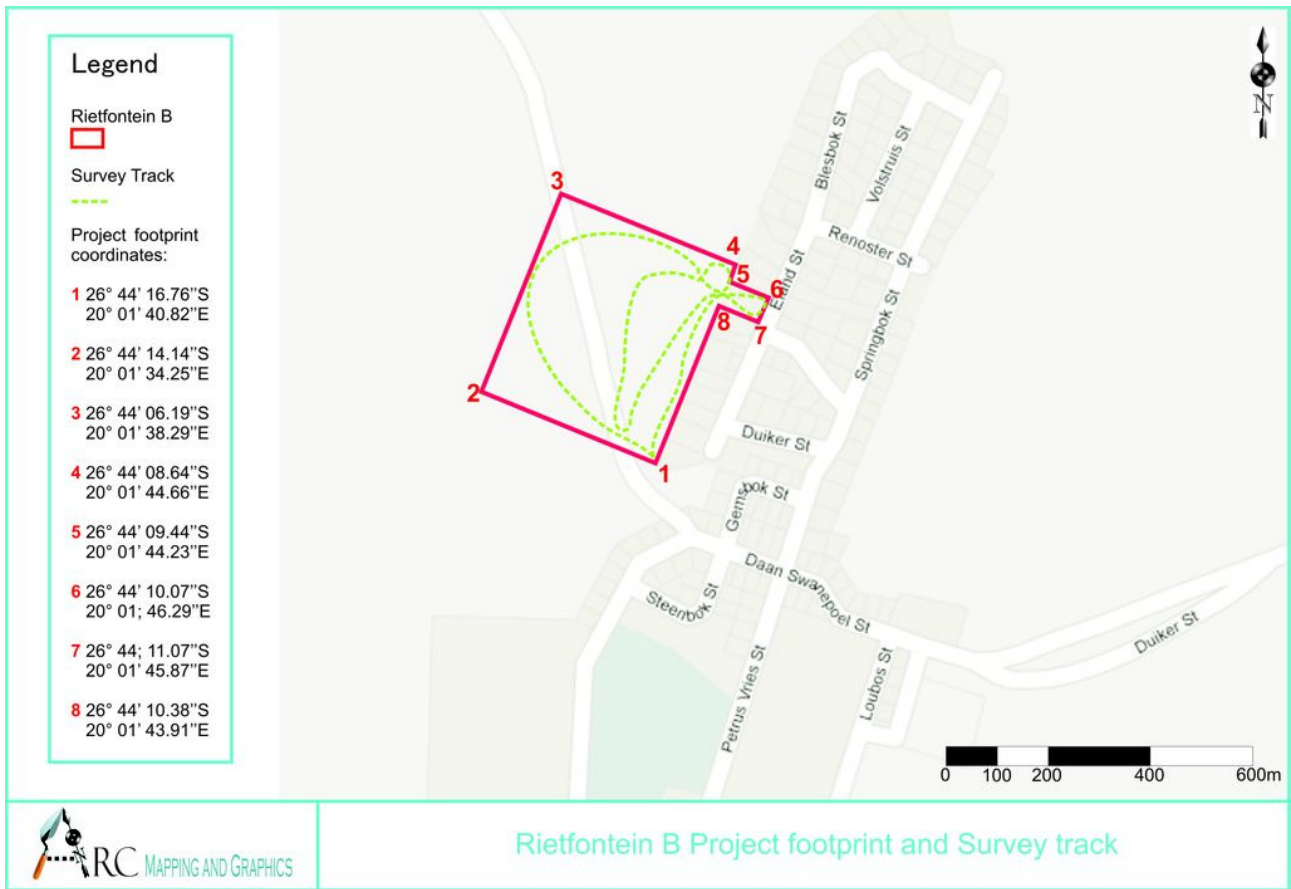 Legend
Rietfontein B
Survey Track
Project footprint
coordinates:
1 26° 44' 16.76''S
20° 01' 40.82''E
2 26° 44' 14.14''S
20° 01' 34.25''E
3 26° 44' 06.19''S
20° 01' 38.29''E
4 26° 44' 08.64''S
20° 01' 44.66''E
5 26° 44' 09.44''S
20° 01' 44.23''E
6 26° 44' 10.07''S
20° 01; 46.29''E
7 26° 44; 11.07''S
20° 01' 45.87''E
8 26° 44' 10.38''S
20° 01' 43.91''E
N
3
4
5
6
8
7
2
1
Blesbok St
Volstruis St
Renoster St
Eland St
Springbok St
Duiker St
Gemsbok St
Daan Swanepoel St
Steenbok St
Duiker St
Loubos St
Petrus Vries St
0 100 200 400 600m
ARC MAPPING AND GRAPHICS
Rietfontein B Project footprint and Survey track